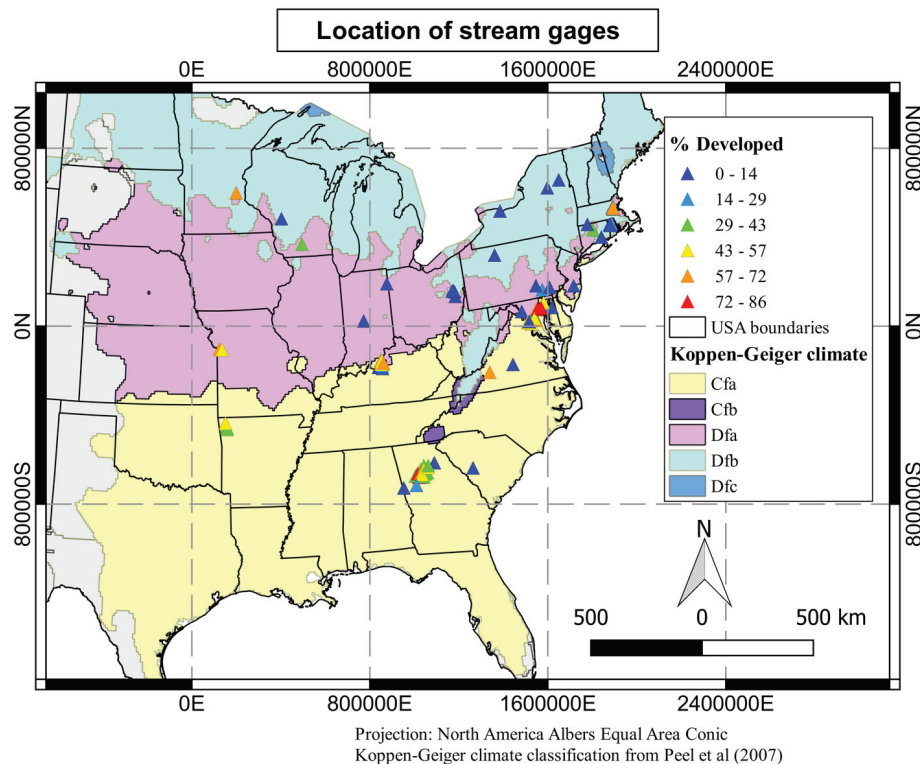 Location of stream gages
0E 800000E 1600000E 2400000E
800000N
0N
800000S
800000N
0N
800000S
% Developed
0 - 14
14 - 29
29 - 43
43 - 57
57 - 72
72 - 86
USA boundaries
Koppen-Geiger climate
Cfa
Cfb
Dfa
Dfb
Dfc
N
500 0 500 km
0E 800000E 1600000E 2400000E
Projection: North America Albers Equal Area Conic
Koppen-Geiger climate classification from Peel et al (2007)